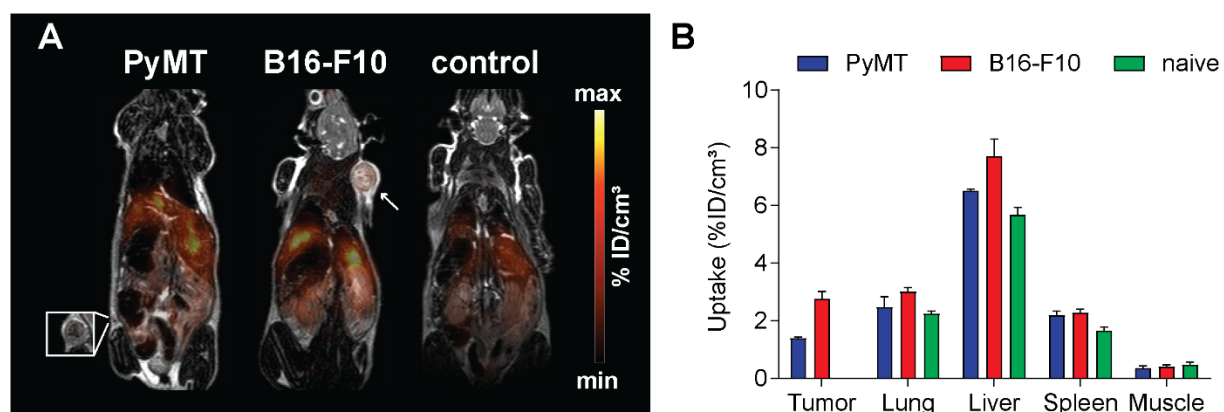 A
PyMT B16-F10 control
max
% ID/cm³
min
B
PyMT B16-F10 naive
Uptake (%ID/cm³)
10
8
6
4
2
0
Tumor Lung Liver Spleen Muscle